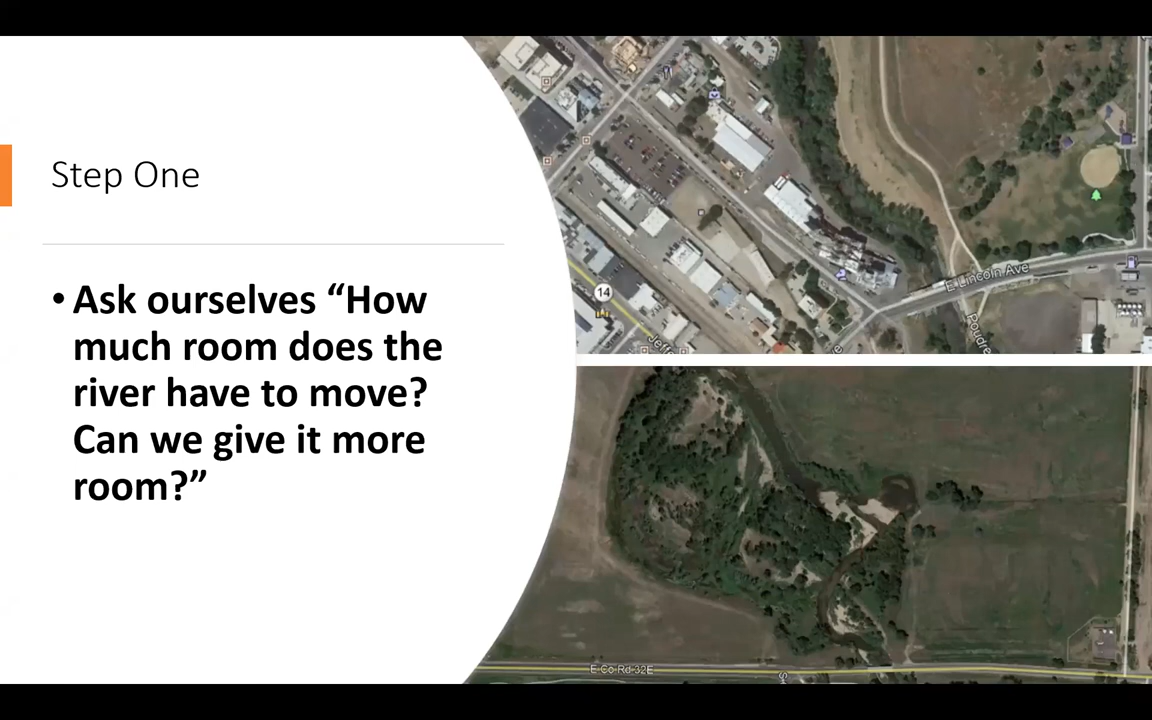 Step One
• Ask ourselves “How
much room does the
river have to move?
Can we give it more
room?”
14
E Lincoln Ave
Poudre
E Co Rd 32E